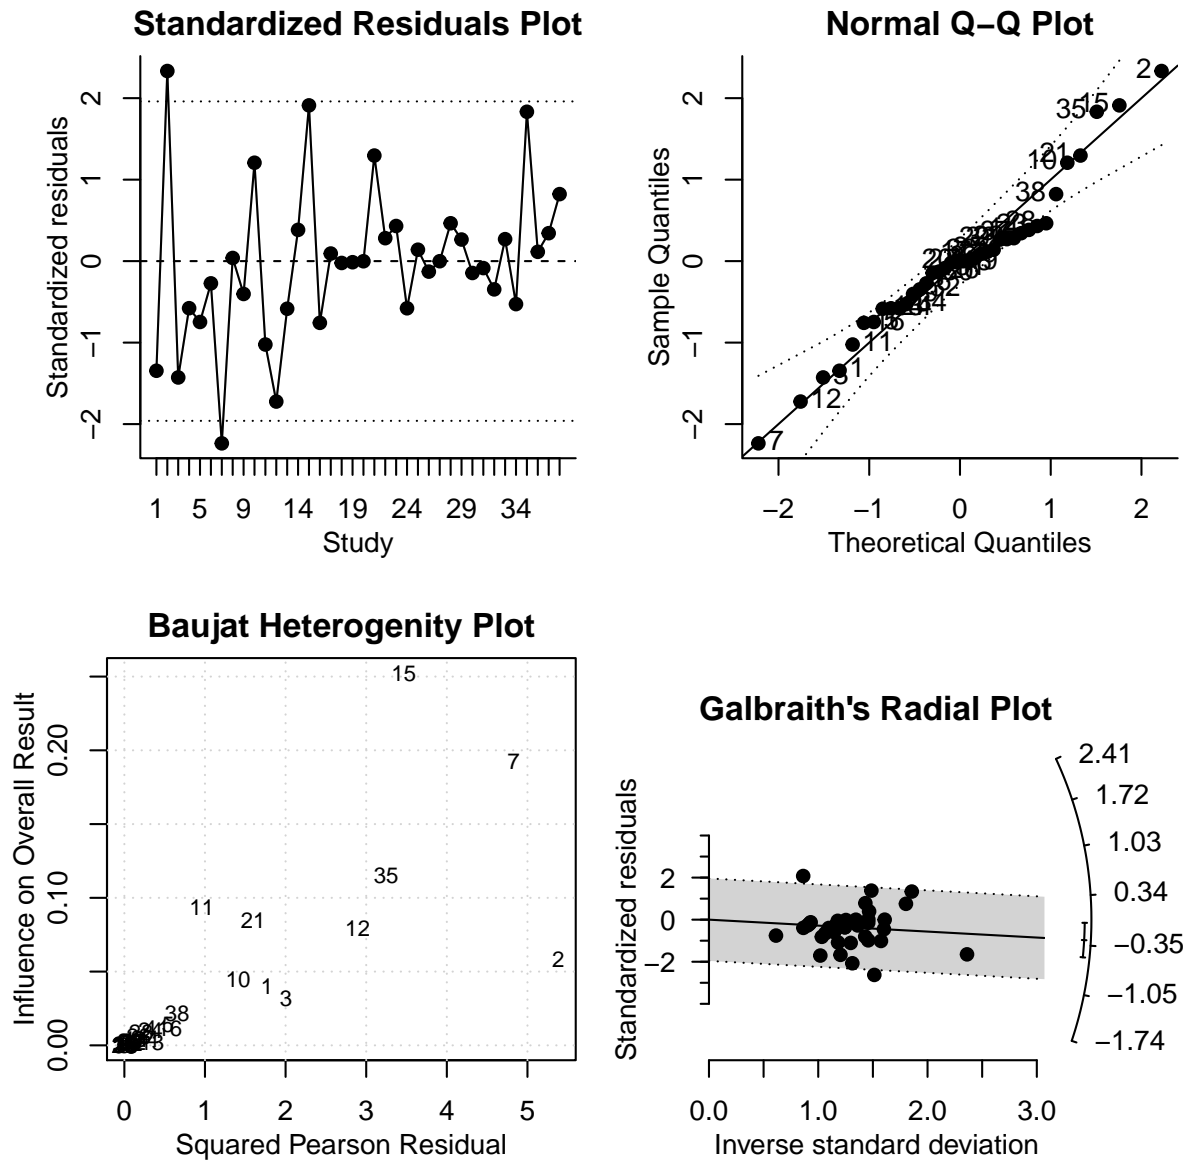 Standardized Residuals Plot
Standardized residuals
2
1
0
−1
−2
1 5 9 14 19 24 29 34
Study
Normal Q−Q Plot
Sample Quantiles
2
1
0
−1
−2
2
15
35
21
10
38
11
1
3
12
7
−2 −1 0 1 2
Theoretical Quantiles
Baujat Heterogenity Plot
Influence on Overall Result
0.20
0.10
0.00
15
7
35
11
21
12
2
10
1
3
38
16
0 1 2 3 4 5
Squared Pearson Residual
Galbraith's Radial Plot
Standardized residuals
2
0
−2
2.41
1.72
1.03
0.34
−0.35
−1.05
−1.74
0.0 1.0 2.0 3.0
Inverse standard deviation